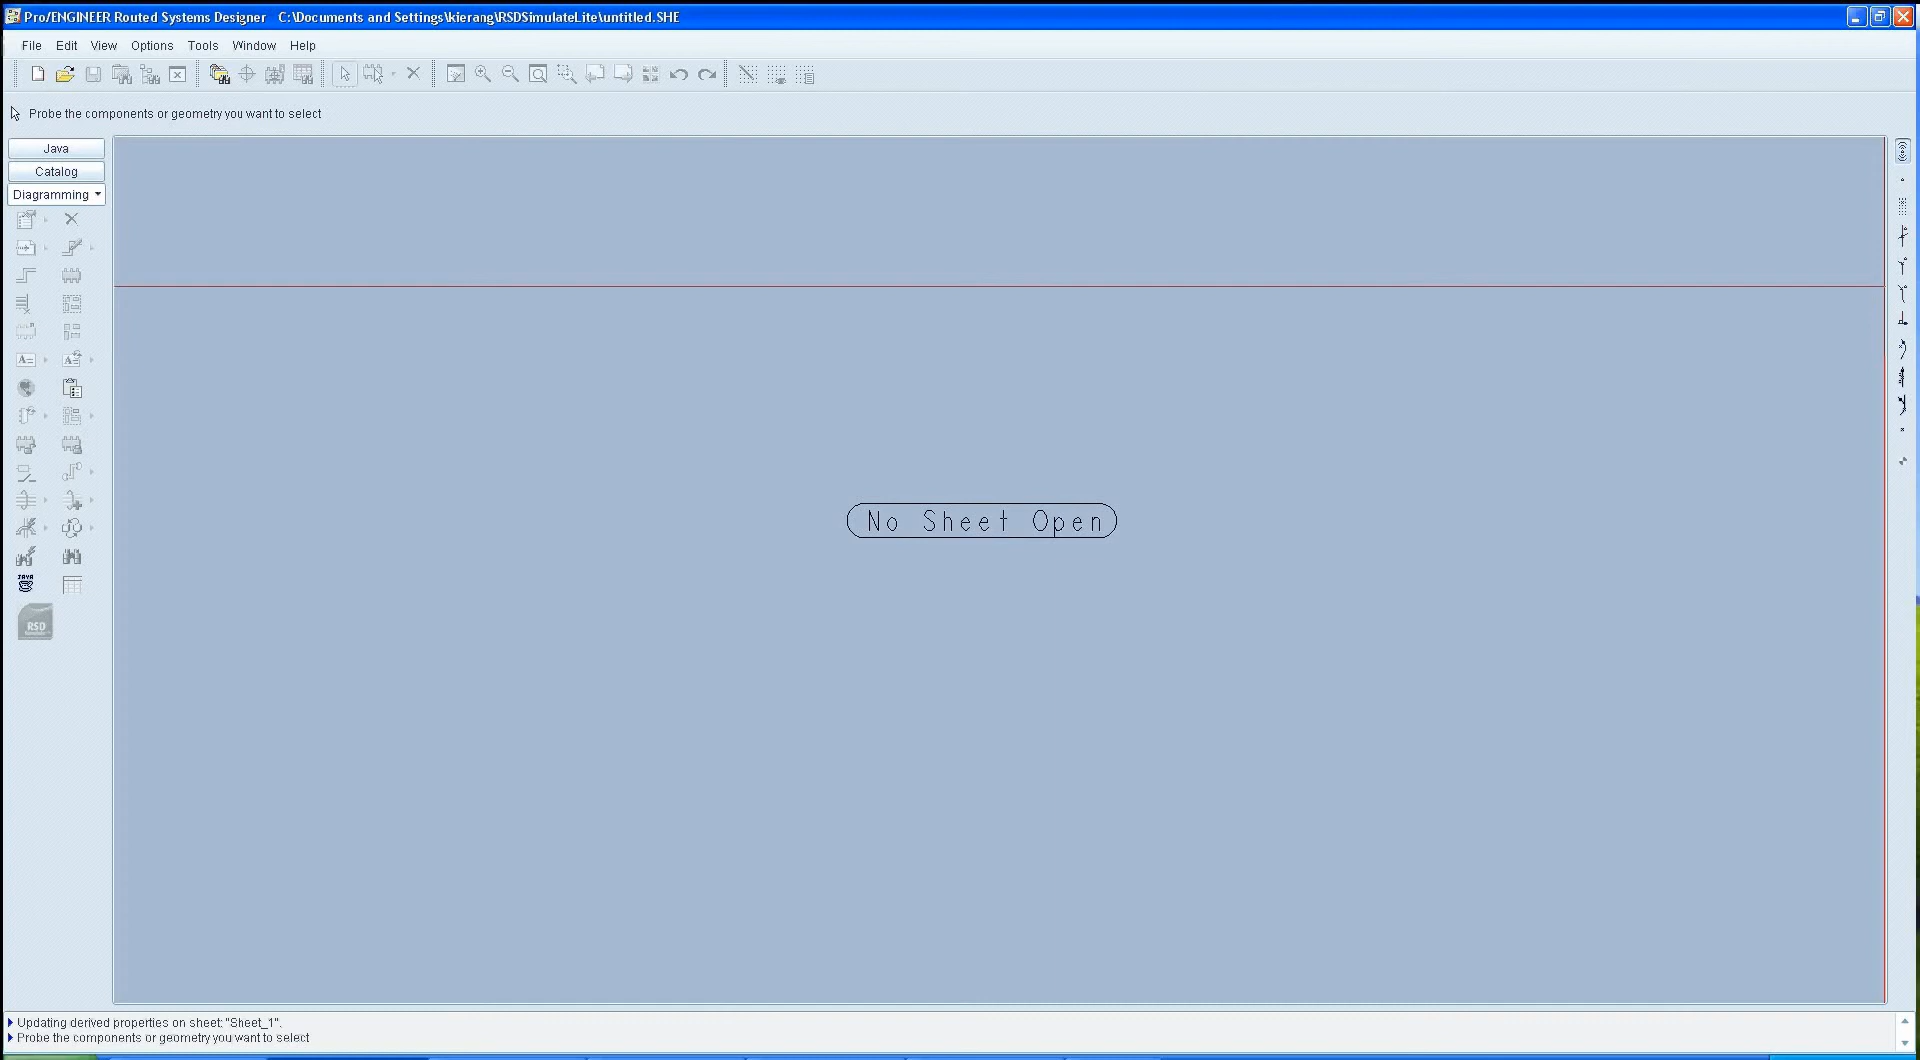 Pro/ENGINEER Routed Systems Designer C:\Documents and Settings\kierang\RSDSimulateLite\untitled.SHE
File Edit View Options Tools Window Help
Probe the components or geometry you want to select
Java
Catalog
Diagramming
A
A
JAVA
RSD
No Sheet Open
Updating derived properties on sheet: "Sheet_1".
Probe the components or geometry you want to select